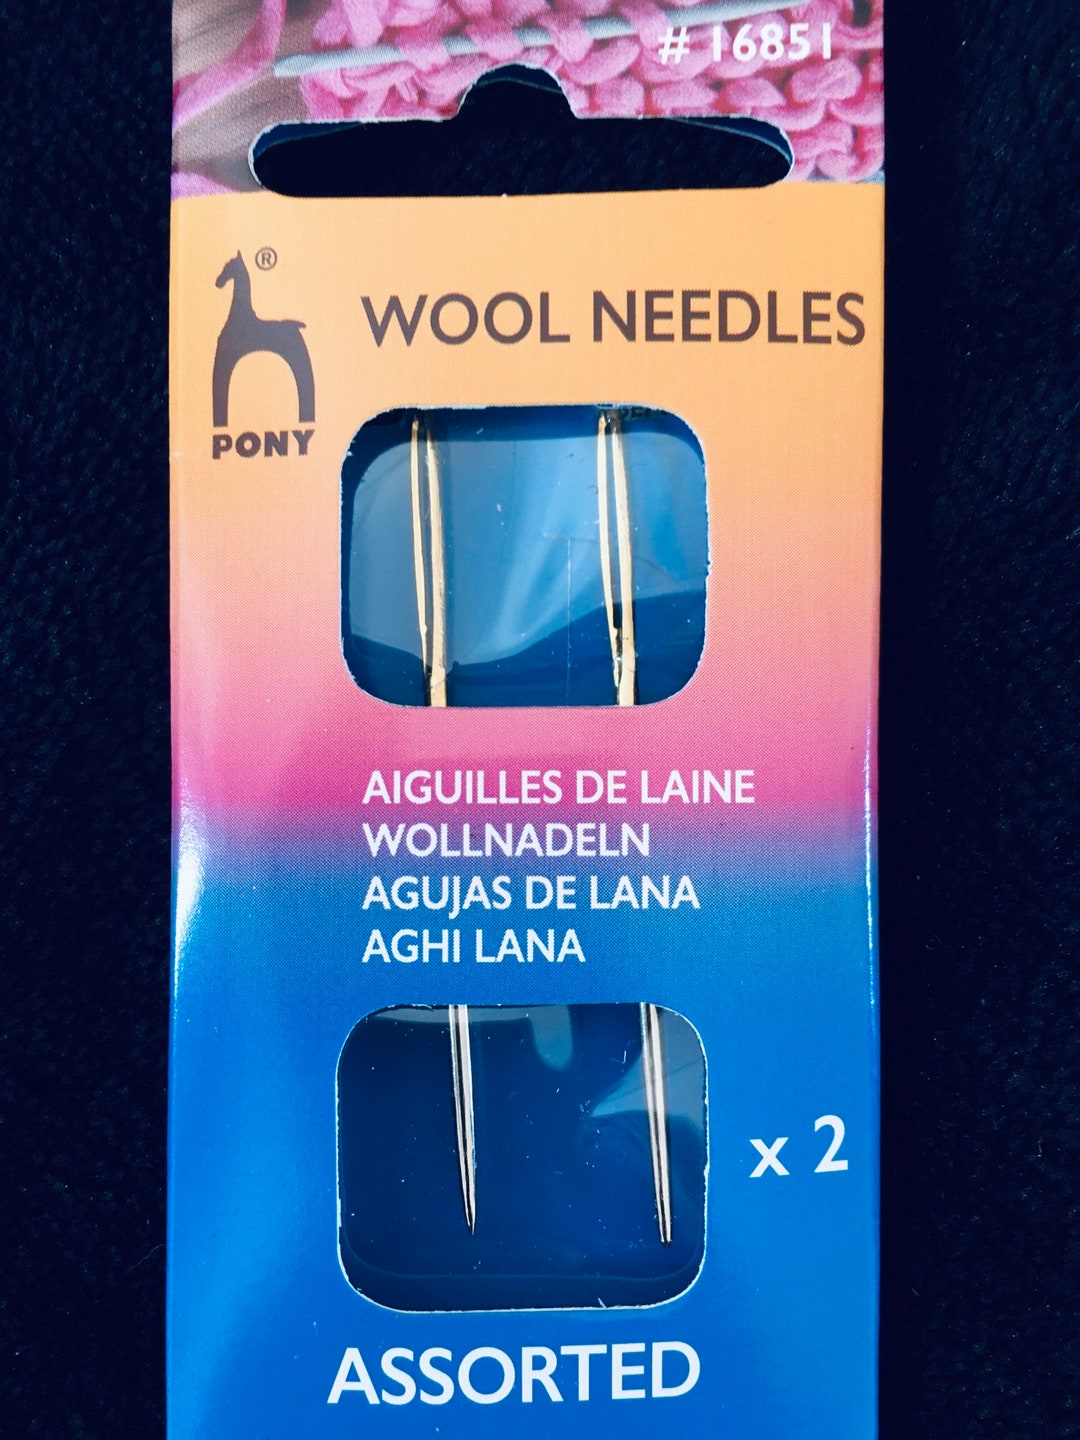 # 16851
®
WOOL NEEDLES
PONY
AIGUILLES DE LAINE
WOLLNADELN
AGUJAS DE LANA
AGHI LANA
x 2
ASSORTED